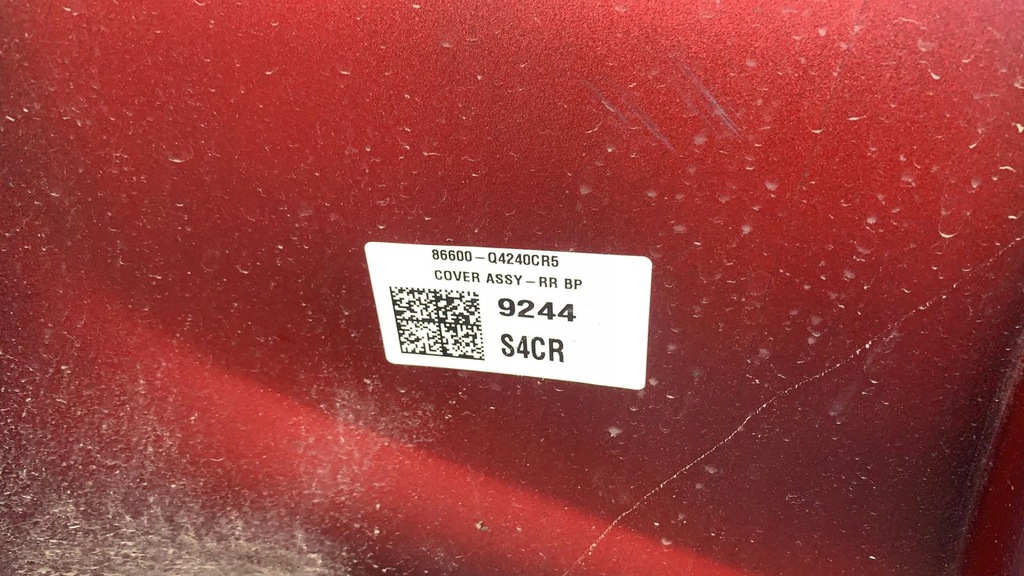 86600-Q4240CR5
COVER ASSY-RR BP
9244
S4CR